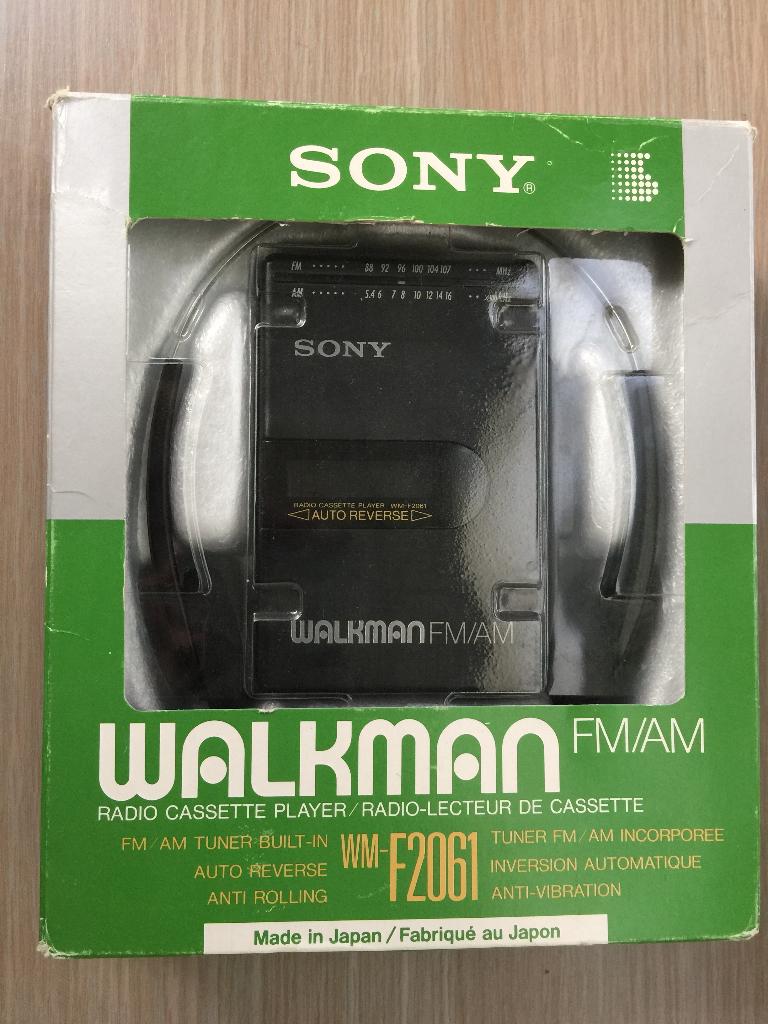 SONY®
FM 88 92 96 100 104 107 MHz
AM 5.4 6 7 8 10 12 14 16
SONY
RADIO CASSETTE PLAYER WM-F2061
AUTO REVERSE
WALKMAN FM/AM
WALKMAN FM/AM
RADIO CASSETTE PLAYER/RADIO-LECTEUR DE CASSETTE
FM/AM TUNER BUILT-IN
AUTO REVERSE
ANTI ROLLING
WM-F2061
TUNER FM/AM INCORPOREE
INVERSION AUTOMATIQUE
ANTI-VIBRATION
Made in Japan / Fabriqué au Japon